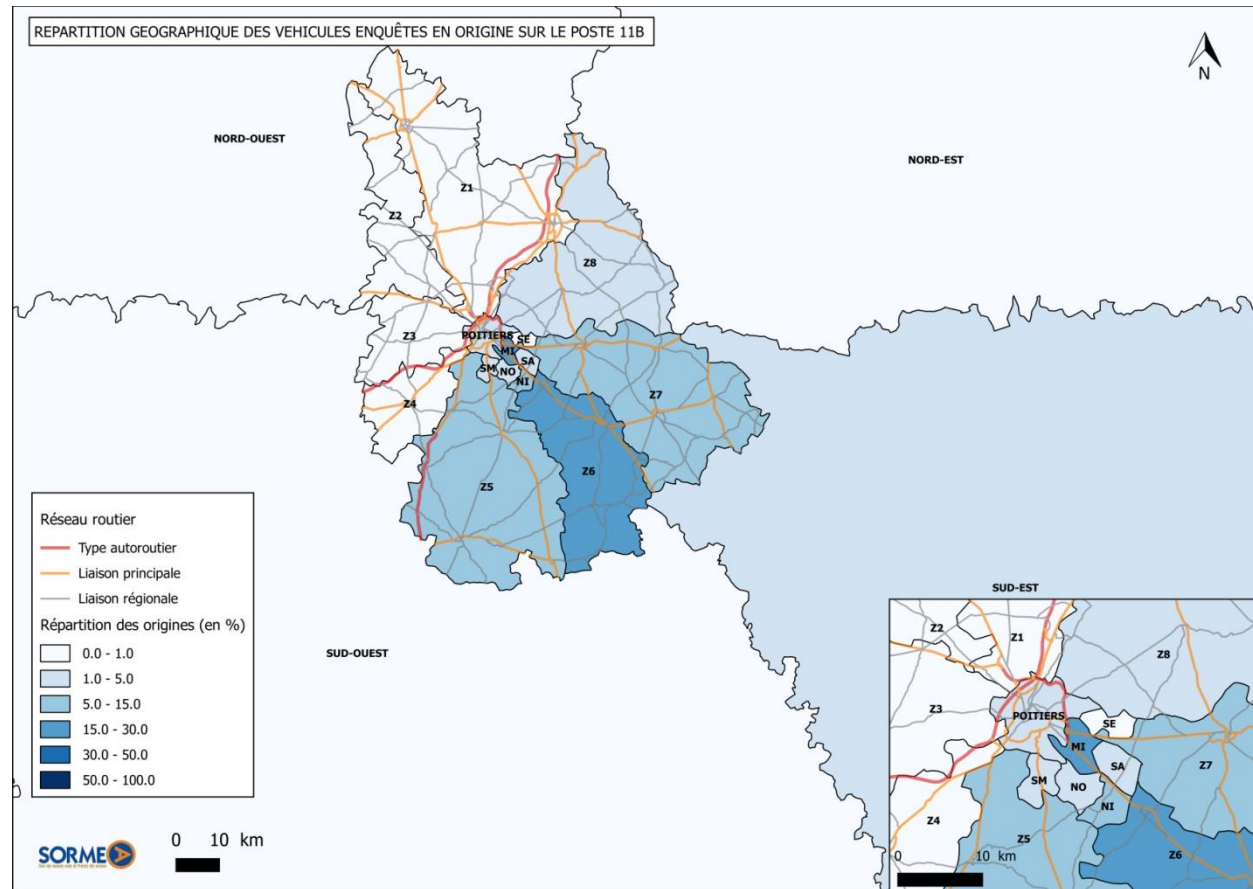 REPARTITION GEOGRAPHIQUE DES VEHICULES ENQUÊTES EN ORIGINE SUR LE POSTE 11B
N
NORD-OUEST
NORD-EST
Z1
Z2
Z8
Z3
POITIERS
SE
MI
SA
SM
NO
NI
Z4
Z7
Z6
Z5
SUD-OUEST
SUD-EST
Réseau routier
Type autoroutier
Liaison principale
Liaison régionale
Répartition des origines (en %)
0.0 - 1.0
1.0 - 5.0
5.0 - 15.0
15.0 - 30.0
30.0 - 50.0
50.0 - 100.0
SORMEA
0 10 km
Z2
Z1
Z8
Z3
POITIERS
SE
MI
SA
Z7
SM
NO
NI
Z4
Z5
Z6
0 10 km